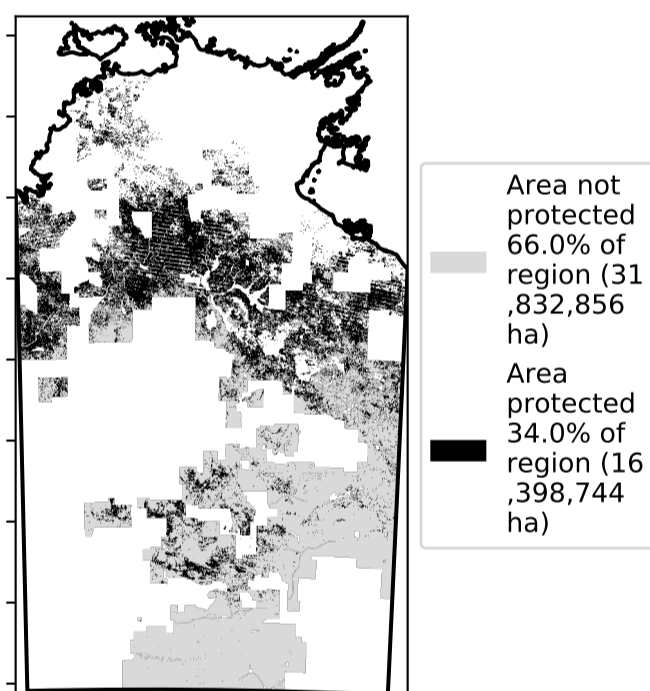 Area not
protected
66.0% of
region (31
,832,856
ha)
Area
protected
34.0% of
region (16
,398,744
ha)